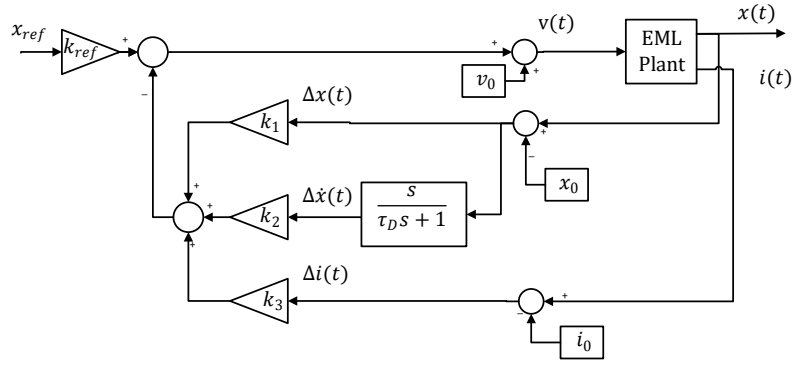 x_ref
k_ref
+
−
+
v_0
+
v(t)
EML
Plant
x(t)
i(t)
Δx(t)
k_1
+
−
x_0
+
+
+
Δẋ(t)
k_2
s
τ_D s + 1
Δi(t)
k_3
+
−
i_0